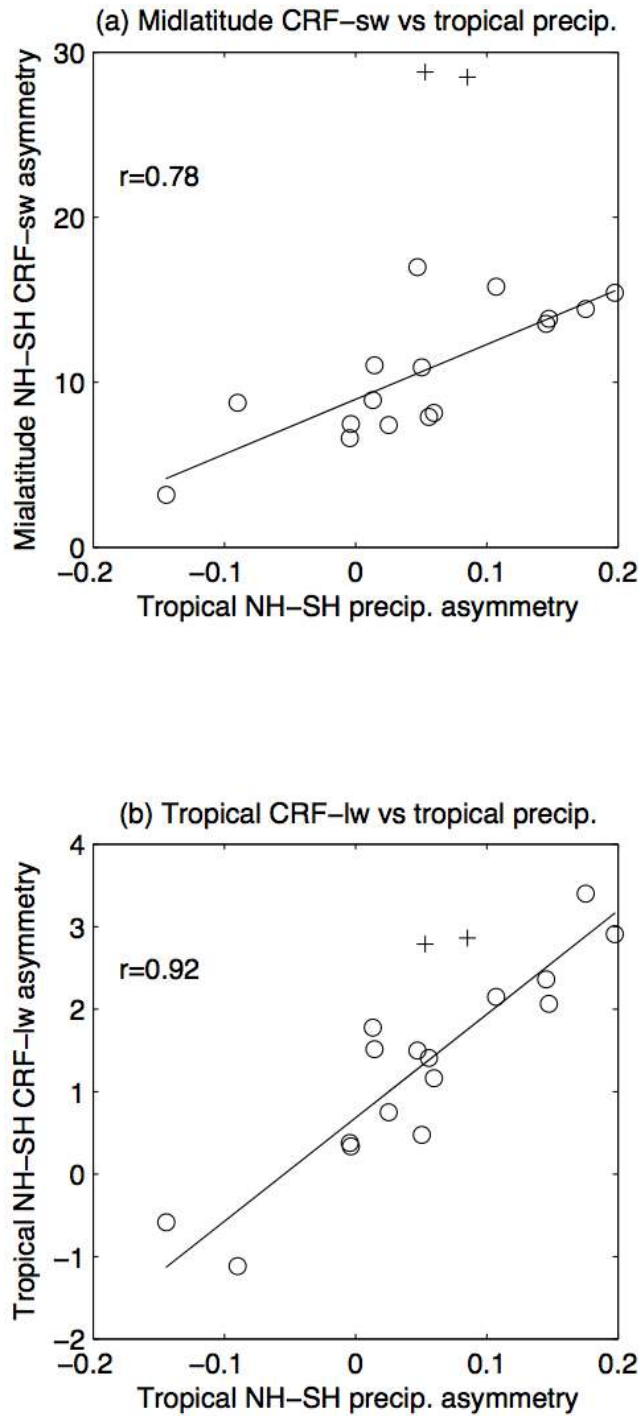 (a) Midlatitude CRF−sw vs tropical precip.
30
20
10
0
r=0.78
Mialatitude NH−SH CRF−sw asymmetry
−0.2
−0.1
0
0.1
0.2
Tropical NH−SH precip. asymmetry
(b) Tropical CRF−lw vs tropical precip.
4
3
2
1
0
−1
−2
r=0.92
Tropical NH−SH CRF−lw asymmetry
−0.2
−0.1
0
0.1
0.2
Tropical NH−SH precip. asymmetry